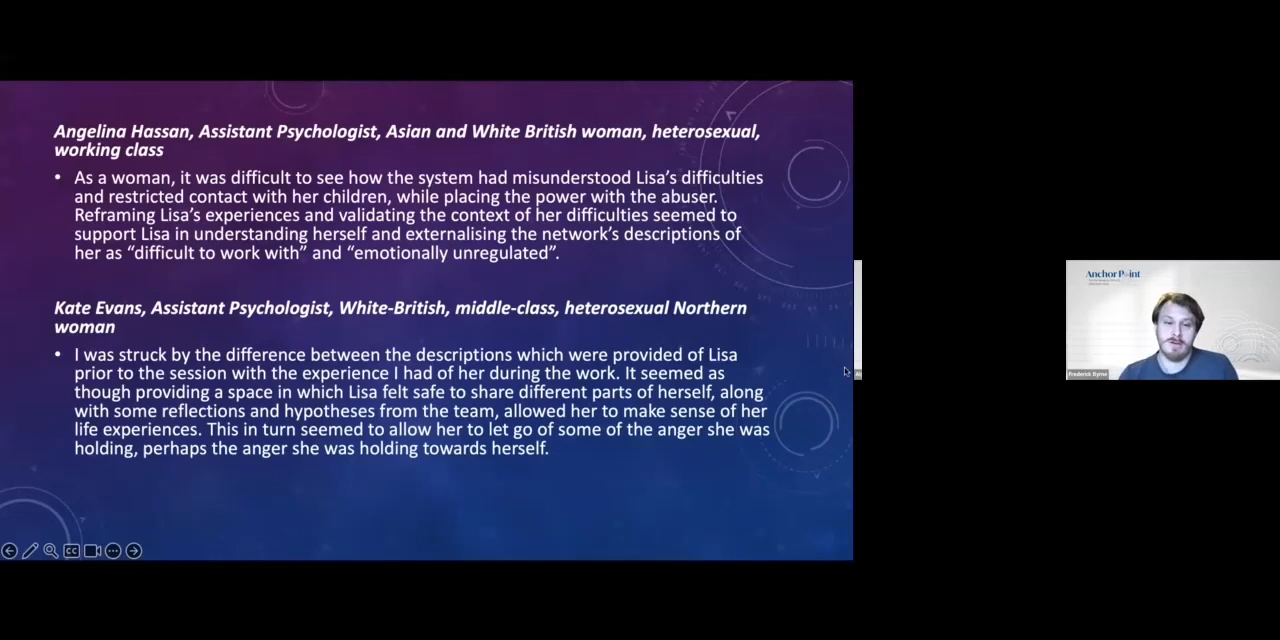 Angelina Hassan, Assistant Psychologist, Asian and White British woman, heterosexual,
working class
• As a woman, it was difficult to see how the system had misunderstood Lisa’s difficulties
and restricted contact with her children, while placing the power with the abuser.
Reframing Lisa’s experiences and validating the context of her difficulties seemed to
support Lisa in understanding herself and externalising the network’s descriptions of
her as “difficult to work with” and “emotionally unregulated”.
Kate Evans, Assistant Psychologist, White-British, middle-class, heterosexual Northern
woman
• I was struck by the difference between the descriptions which were provided of Lisa
prior to the session with the experience I had of her during the work. It seemed as
though providing a space in which Lisa felt safe to share different parts of herself, along
with some reflections and hypotheses from the team, allowed her to make sense of her
life experiences. This in turn seemed to allow her to let go of some of the anger she was
holding, perhaps the anger she was holding towards herself.
CC
Anchor Point
Frederick Byrne